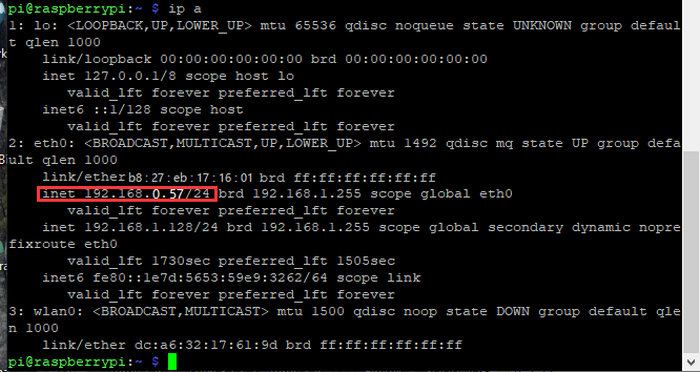 pi@raspberrypi:~ $ ip a
1: lo: <LOOPBACK,UP,LOWER_UP> mtu 65536 qdisc noqueue state UNKNOWN group defaul
t qlen 1000
link/loopback 00:00:00:00:00:00 brd 00:00:00:00:00:00
inet 127.0.0.1/8 scope host lo
valid_lft forever preferred_lft forever
inet6 ::1/128 scope host
valid_lft forever preferred_lft forever
2: eth0: <BROADCAST,MULTICAST,UP,LOWER_UP> mtu 1492 qdisc mq state UP group defa
ult qlen 1000
link/ether b8:27:eb:17:16:01 brd ff:ff:ff:ff:ff:ff
inet 192.168.0.57/24 brd 192.168.1.255 scope global eth0
valid_lft forever preferred_lft forever
inet 192.168.1.128/24 brd 192.168.1.255 scope global secondary dynamic nopre
fixroute eth0
valid_lft 1730sec preferred_lft 1505sec
inet6 fe80::1e7d:5653:59e9:3262/64 scope link
valid_lft forever preferred_lft forever
3: wlan0: <BROADCAST,MULTICAST> mtu 1500 qdisc noop state DOWN group default qle
n 1000
link/ether dc:a6:32:17:61:9d brd ff:ff:ff:ff:ff:ff
pi@raspberrypi:~ $